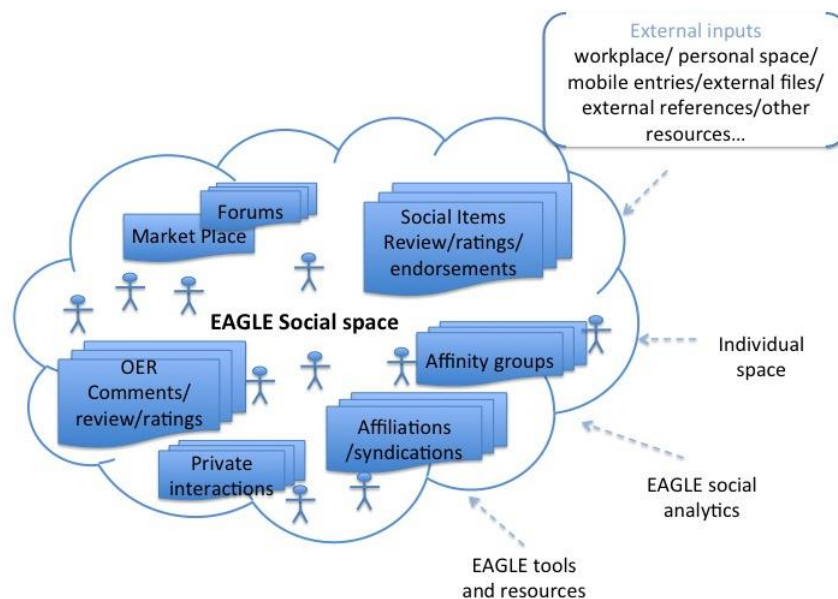 External inputs
workplace/ personal space/
mobile entries/external files/
external references/other
resources...
Forums
Market Place
Social Items
Review/ratings/
endorsements
EAGLE Social space
OER
Comments/
review/ratings
Affinity groups
Individual
space
Affiliations
/syndications
Private
interactions
EAGLE social
analytics
EAGLE tools
and resources